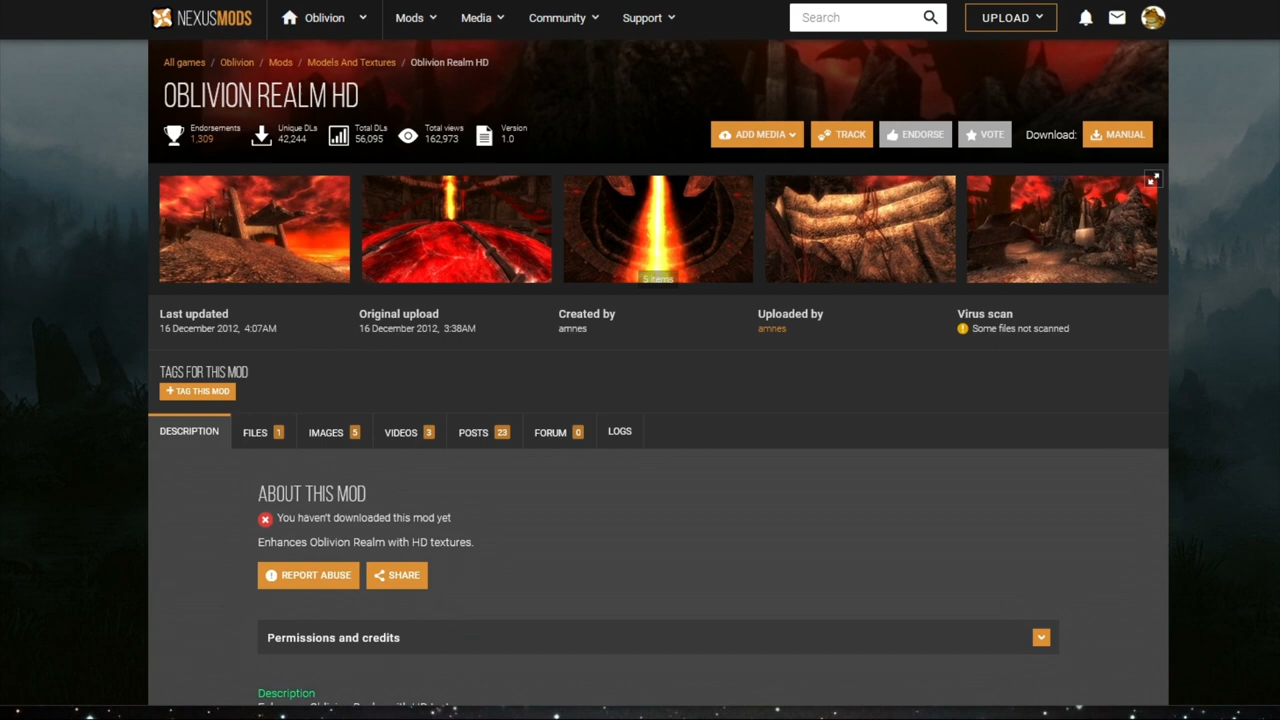 NEXUSMODS Oblivion Mods Media Community Support Search UPLOAD
All games / Oblivion / Mods / Models And Textures / Oblivion Realm HD
OBLIVION REALM HD
Endorsements Unique DLs Total DLs Total views Version
1,309 42,244 56,095 162,973 1.0
ADD MEDIA TRACK ENDORSE VOTE Download: MANUAL
5 items
Last updated Original upload Created by Uploaded by Virus scan
16 December 2012, 4:07AM 16 December 2012, 3:38AM amnes amnes Some files not scanned
TAGS FOR THIS MOD
+ TAG THIS MOD
DESCRIPTION FILES 1 IMAGES 5 VIDEOS 3 POSTS 23 FORUM 0 LOGS
ABOUT THIS MOD
You haven't downloaded this mod yet
Enhances Oblivion Realm with HD textures.
REPORT ABUSE SHARE
Permissions and credits
Description